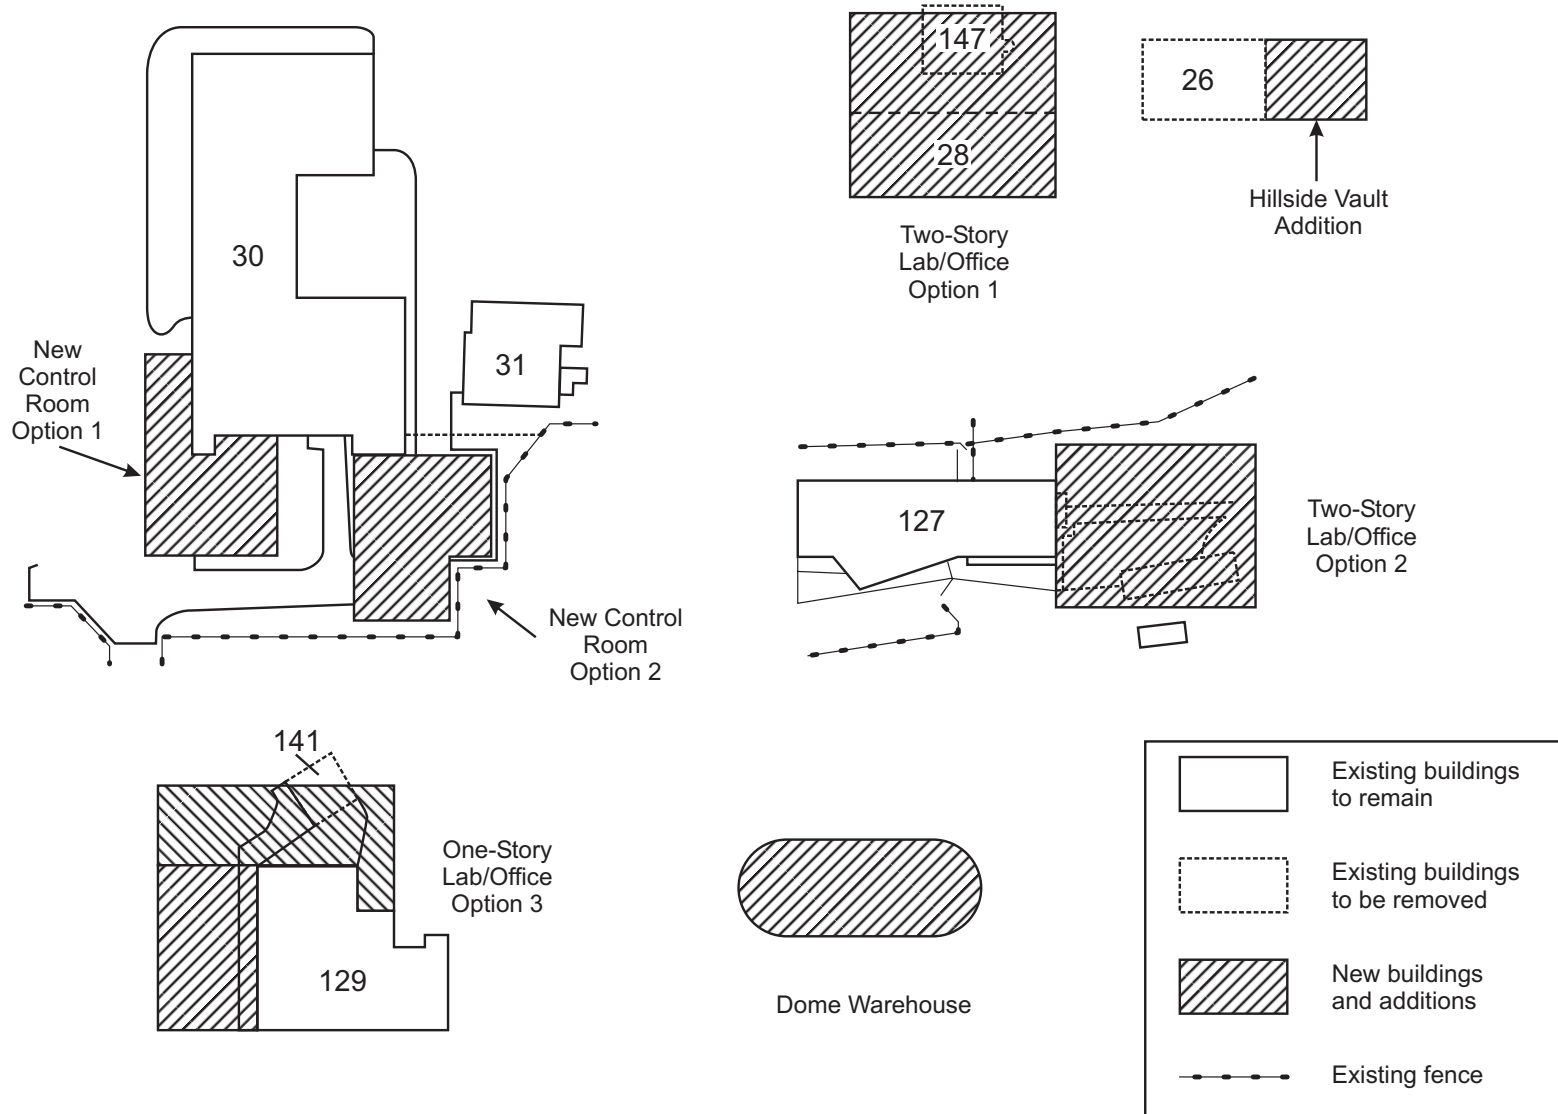 147
28
26
Hillside Vault
Addition
Two-Story
Lab/Office
Option 1
30
31
New
Control
Room
Option 1
New Control
Room
Option 2
127
Two-Story
Lab/Office
Option 2
141
129
One-Story
Lab/Office
Option 3
Dome Warehouse
Existing buildings
to remain
Existing buildings
to be removed
New buildings
and additions
Existing fence